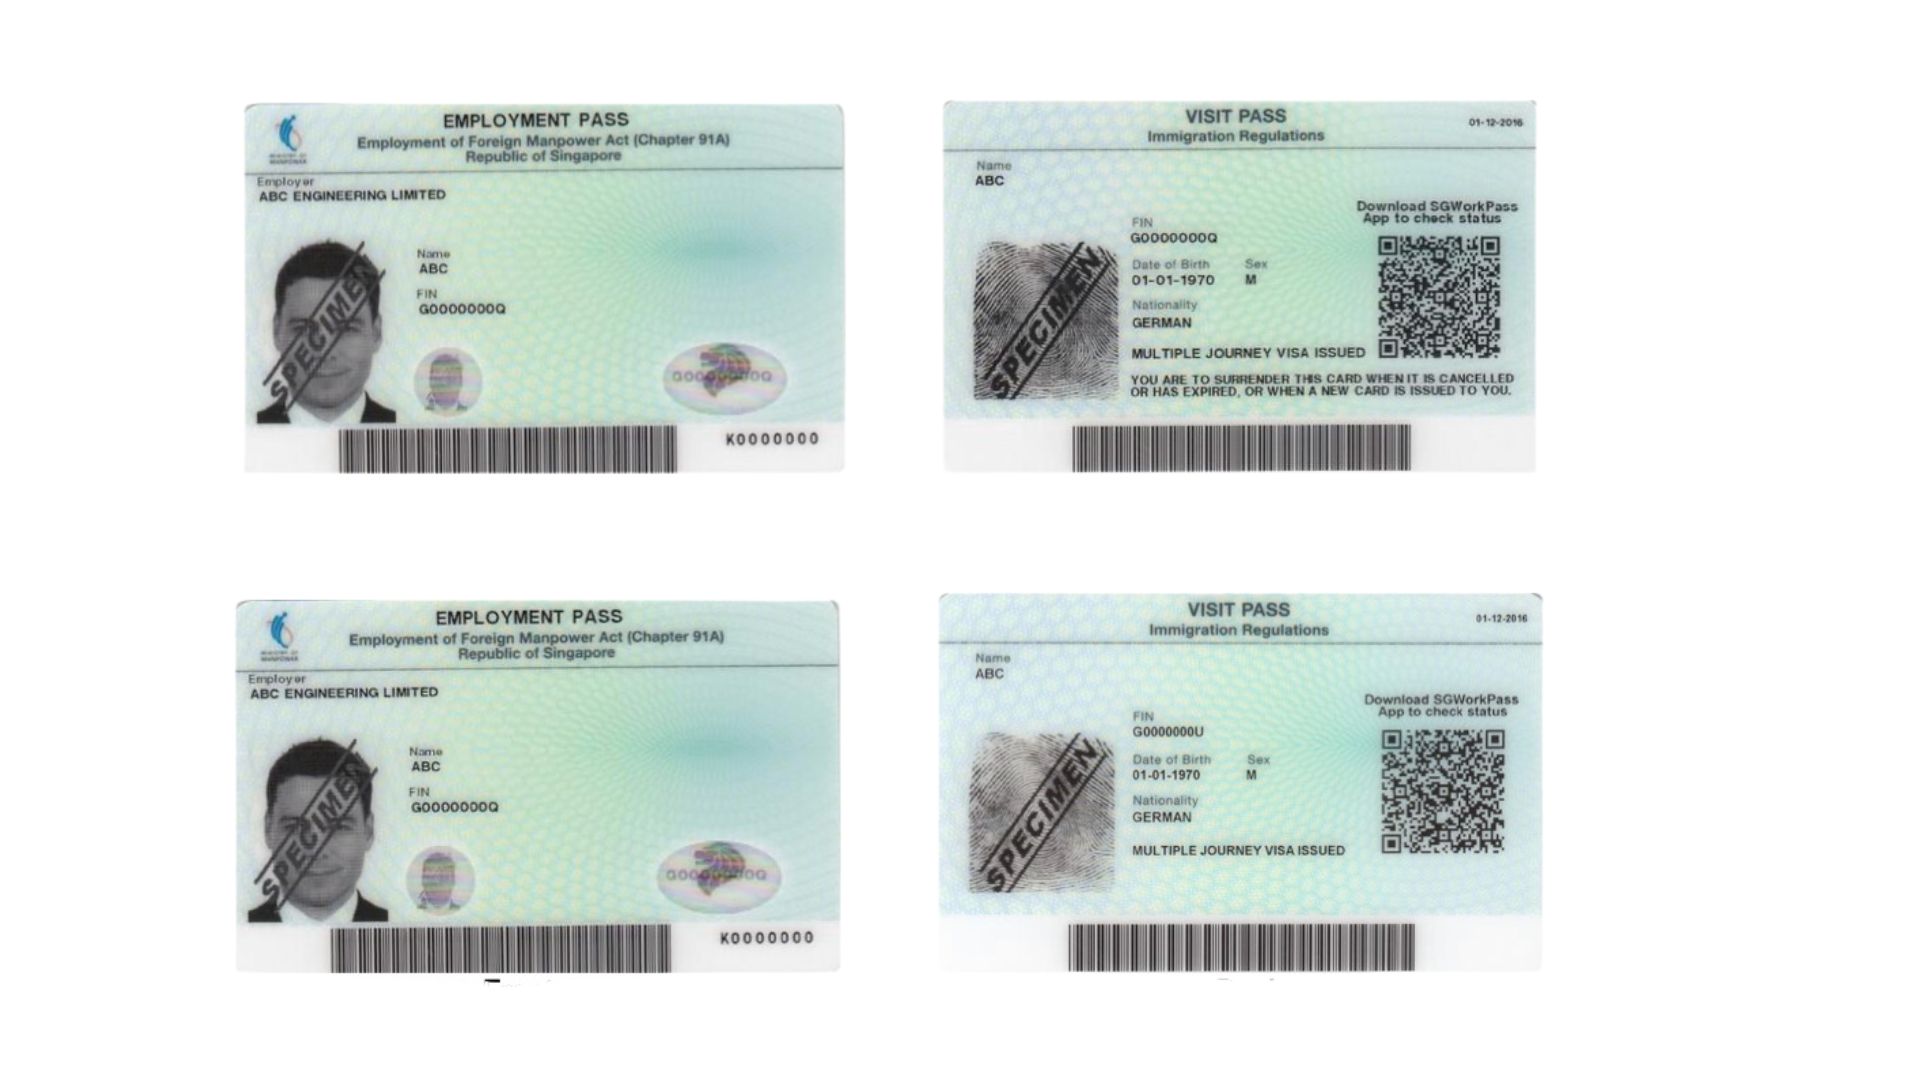 EMPLOYMENT PASS
Employment of Foreign Manpower Act (Chapter 91A)
Republic of Singapore
MINISTRY OF
MANPOWER
Employer
ABC ENGINEERING LIMITED
Name
ABC
FIN
G0000000Q
SPECIMEN
G0000000Q
K0000000
VISIT PASS
Immigration Regulations
01-12-2016
Name
ABC
Download SGWorkPass
App to check status
FIN
G0000000Q
Date of Birth Sex
01-01-1970 M
Nationality
GERMAN
SPECIMEN
MULTIPLE JOURNEY VISA ISSUED
YOU ARE TO SURRENDER THIS CARD WHEN IT IS CANCELLED
OR HAS EXPIRED, OR WHEN A NEW CARD IS ISSUED TO YOU.
EMPLOYMENT PASS
Employment of Foreign Manpower Act (Chapter 91A)
Republic of Singapore
MINISTRY OF
MANPOWER
Employer
ABC ENGINEERING LIMITED
Name
ABC
FIN
G0000000Q
SPECIMEN
G0000000Q
K0000000
VISIT PASS
Immigration Regulations
01-12-2016
Name
ABC
Download SGWorkPass
App to check status
FIN
G0000000U
Date of Birth Sex
01-01-1970 M
Nationality
GERMAN
SPECIMEN
MULTIPLE JOURNEY VISA ISSUED